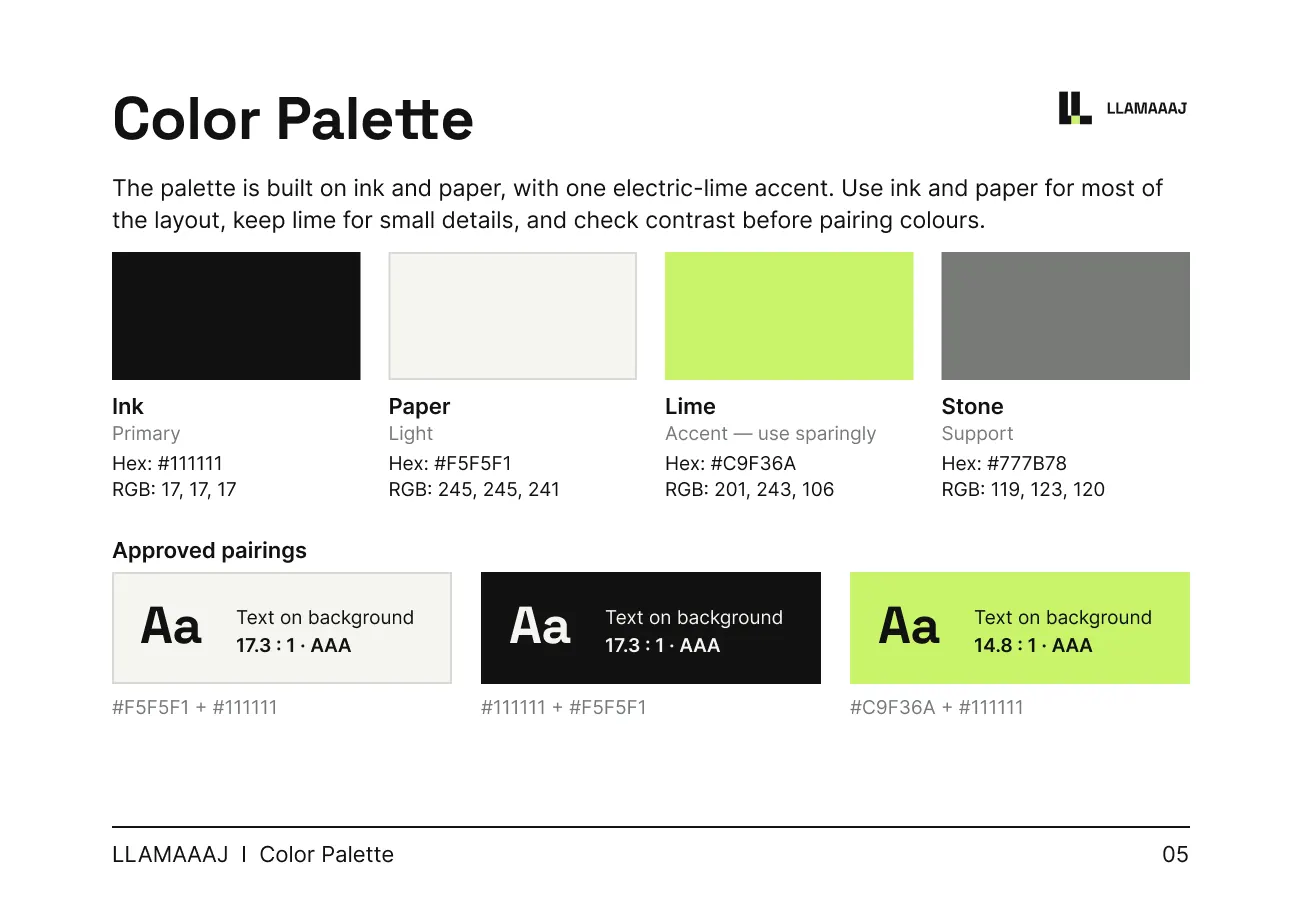 Color Palette
LLAMAAAJ
The palette is built on ink and paper, with one electric-lime accent. Use ink and paper for most of
the layout, keep lime for small details, and check contrast before pairing colours.
Ink
Primary
Hex: #111111
RGB: 17, 17, 17
Paper
Light
Hex: #F5F5F1
RGB: 245, 245, 241
Lime
Accent — use sparingly
Hex: #C9F36A
RGB: 201, 243, 106
Stone
Support
Hex: #777B78
RGB: 119, 123, 120
Approved pairings
Aa
Text on background
17.3 : 1 · AAA
#F5F5F1 + #111111
Aa
Text on background
17.3 : 1 · AAA
#111111 + #F5F5F1
Aa
Text on background
14.8 : 1 · AAA
#C9F36A + #111111
LLAMAAAJ | Color Palette
05